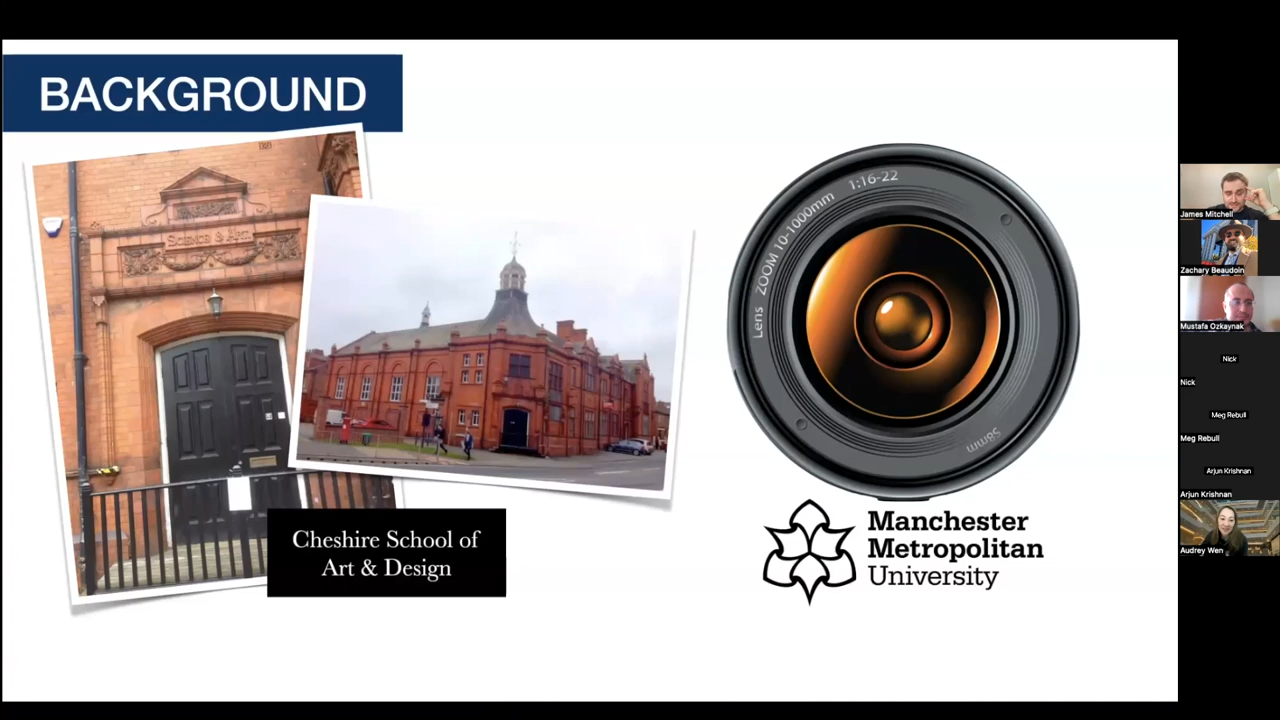 BACKGROUND
Science & Art
Cheshire School of
Art & Design
Lens ZOOM 10-1000mm 1:16-22
58mm
Manchester
Metropolitan
University
James Mitchell
Zachary Beaudoin
Mustafa Ozkaynak
Nick
Nick
Meg Rebull
Meg Rebull
Arjun Krishnan
Arjun Krishnan
Audrey Wen